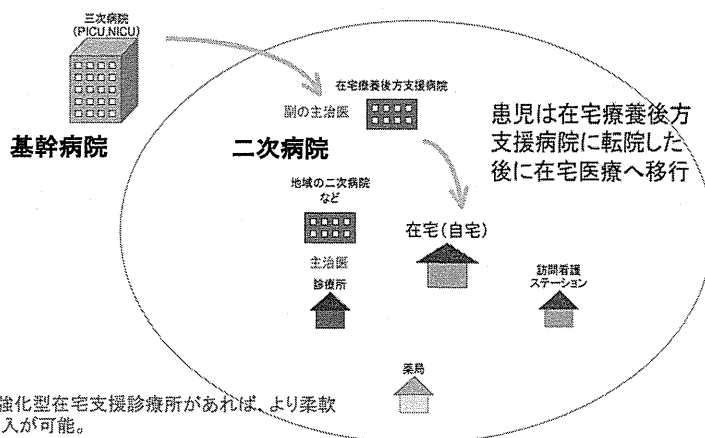 三次病院
(PICU,NICU)
基幹病院
在宅療養後方支援病院
副の主治医
二次病院
患児は在宅療養後方
支援病院に転院した
後に在宅医療へ移行
地域の二次病院
など
在宅(自宅)
主治医
診療所
訪問看護
ステーション
薬局
強化型在宅支援診療所があれば、より柔軟
入が可能。